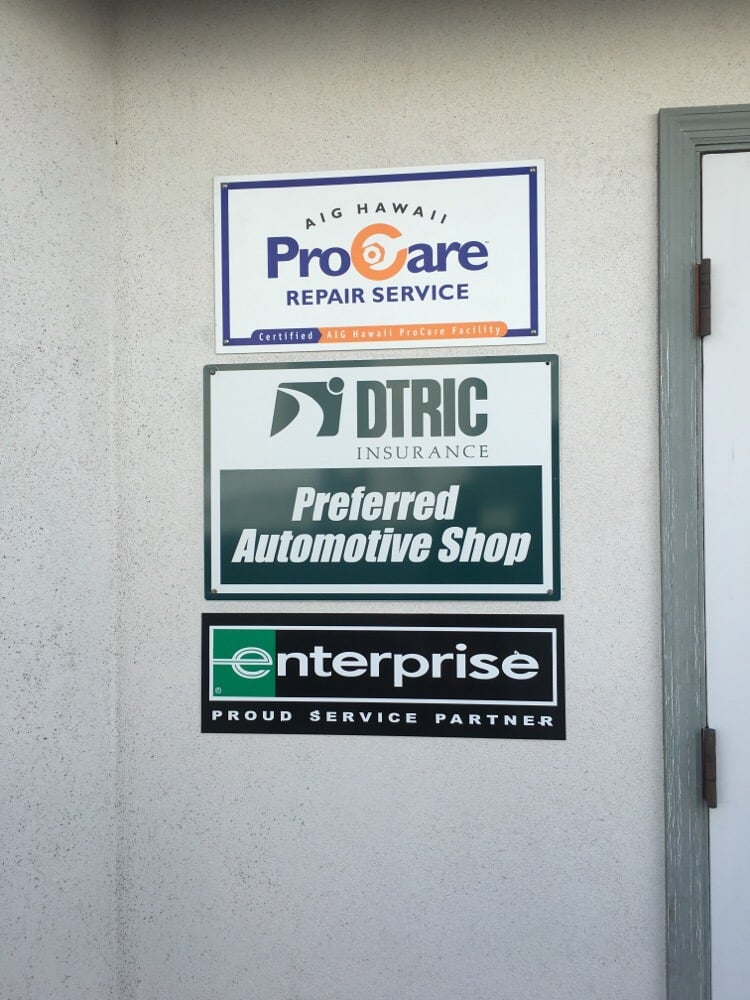 AIG HAWAII
ProCare
REPAIR SERVICE
Certified AIG Hawaii ProCare Facility
DTRIC
INSURANCE
Preferred
Automotive Shop
enterprise
®
PROUD SERVICE PARTNER